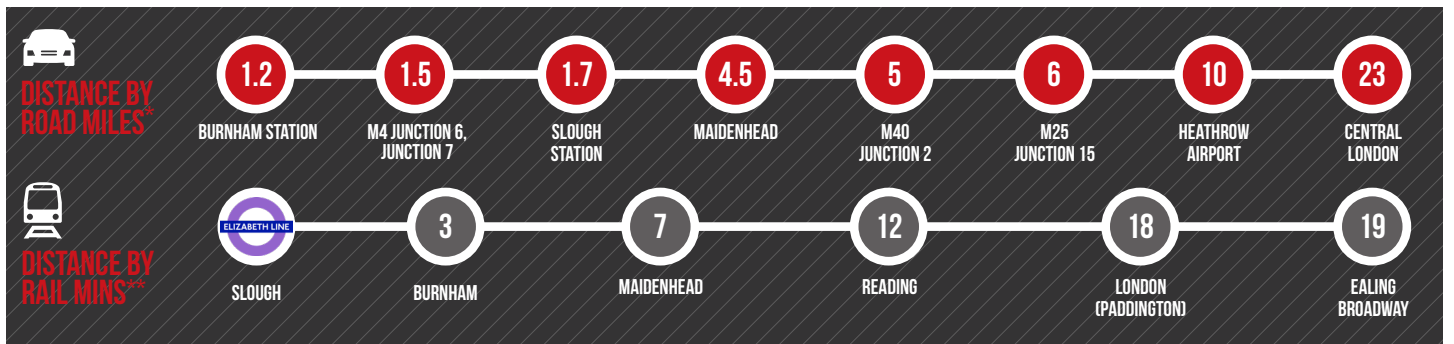 DISTANCE BY
ROAD MILES*
1.2
1.5
1.7
4.5
5
6
10
23
BURNHAM STATION
M4 JUNCTION 6,
JUNCTION 7
SLOUGH
STATION
MAIDENHEAD
M40
JUNCTION 2
M25
JUNCTION 15
HEATHROW
AIRPORT
CENTRAL
LONDON
DISTANCE BY
RAIL MINS**
ELIZABETH LINE
3
7
12
18
19
SLOUGH
BURNHAM
MAIDENHEAD
READING
LONDON
(PADDINGTON)
EALING
BROADWAY